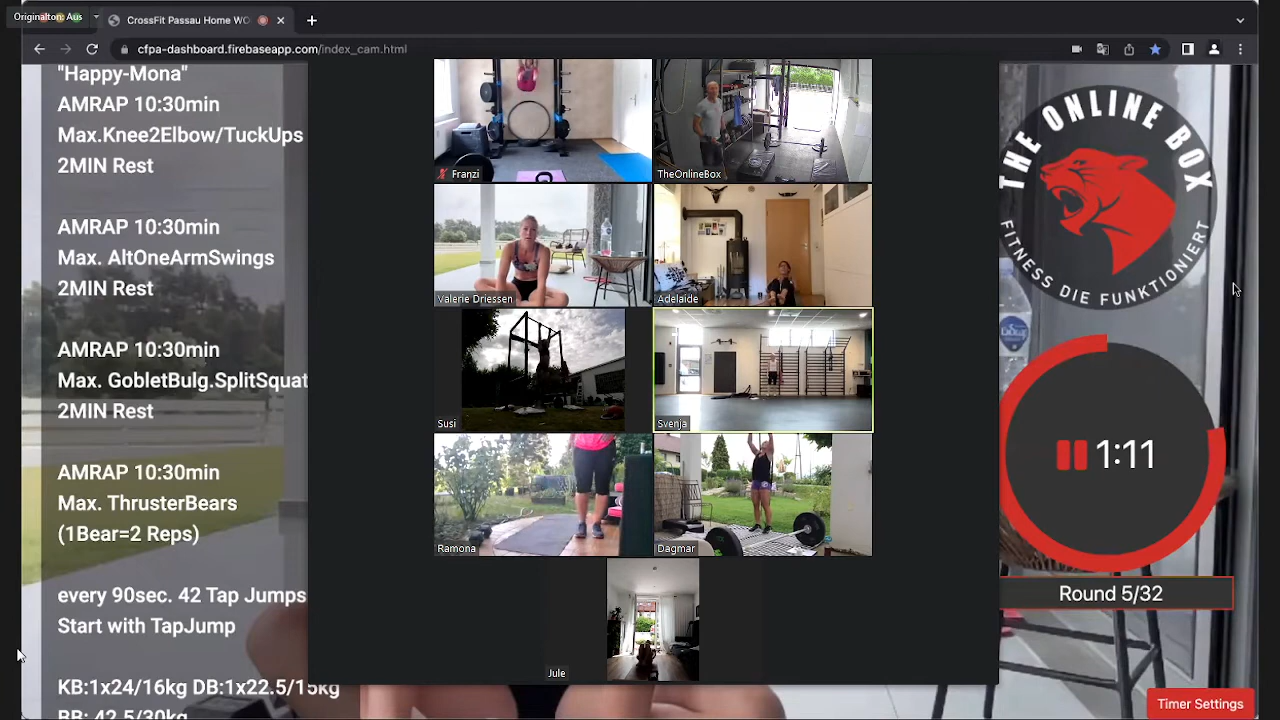 Originalton: Aus
CrossFit Passau Home WO
cfpa-dashboard.firebaseapp.com/index_cam.html
"Happy-Mona"
AMRAP 10:30min
Max.Knee2Elbow/TuckUps
2MIN Rest
AMRAP 10:30min
Max. AltOneArmSwings
2MIN Rest
AMRAP 10:30min
Max. GobletBulg.SplitSquat
2MIN Rest
AMRAP 10:30min
Max. ThrusterBears
(1Bear=2 Reps)
every 90sec. 42 Tap Jumps
Start with TapJump
KB:1x24/16kg DB:1x22.5/15kg
BB: 42.5/30kg
Franzi
TheOnlineBox
Valerie Driessen
Adelaide
Susi
Svenja
Ramona
Dagmar
Jule
THE ONLINE BOX
FITNESS DIE FUNKTIONIERT
1:11
Round 5/32
Timer Settings